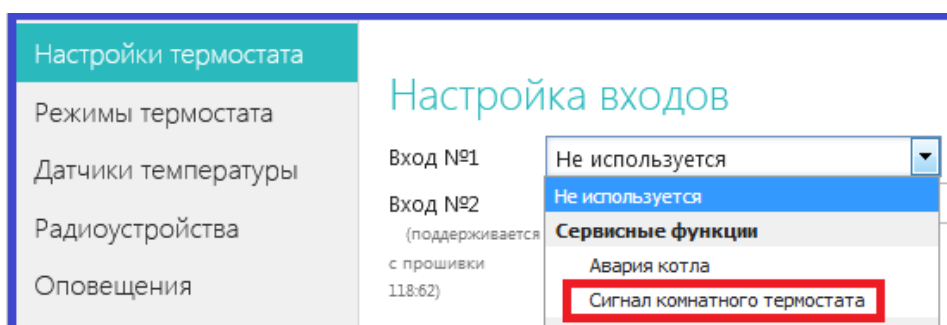 Настройки термостата
Режимы термостата
Датчики температуры
Радиоустройства
Оповещения
Настройка входов
Вход №1
Не используется
Вход №2
(поддерживается
с прошивки
118:62)
Не используется
Сервисные функции
Авария котла
Сигнал комнатного термостата